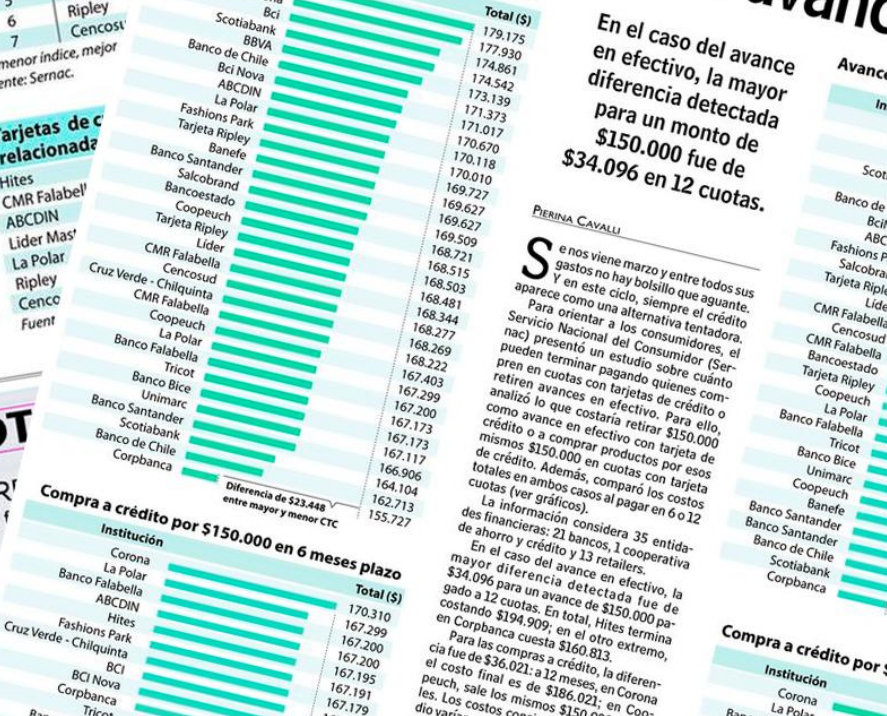 6 Ripley
7 Cencosu
menor índice, mejor
ente: Sernac.
arjetas de c
relacionada
Hites
CMR Falabell
ABCDIN
Lider Mast
La Polar
Ripley
Cenco
Fuent
Total ($)
Bci 179.175
Scotiabank 177.930
BBVA 174.861
Banco de Chile 174.542
Bci Nova 173.139
ABCDIN 171.373
La Polar 171.017
Fashions Park 170.670
Tarjeta Ripley 170.118
Banefe 170.010
Banco Santander 169.727
Salcobrand 169.627
Bancoestado 169.627
Coopeuch 169.509
Tarjeta Ripley 168.721
Líder 168.515
CMR Falabella 168.503
Cencosud 168.481
Cruz Verde - Chilquinta 168.344
CMR Falabella 168.277
Coopeuch 168.269
La Polar 168.222
Banco Falabella 167.403
Tricot 167.299
Banco Bice 167.200
Unimarc 167.173
Banco Santander 167.173
Scotiabank 167.117
Banco de Chile 166.906
Corpbanca 164.104
162.713
155.727
Diferencia de $23.448
entre mayor y menor CTC
Compra a crédito por $150.000 en 6 meses plazo
Institución Total ($)
Corona 170.310
La Polar 167.299
Banco Falabella 167.200
ABCDIN 167.200
Hites 167.195
Fashions Park 167.191
Cruz Verde - Chilquinta 167.179
BCI
BCI Nova
Corpbanca
Tricot
En el caso del avance
en efectivo, la mayor
diferencia detectada
para un monto de
$150.000 fue de
$34.096 en 12 cuotas.
PIERINA CAVALLI
Se nos viene marzo y entre todos sus
gastos no hay bolsillo que aguante.
Y en este ciclo, siempre el crédito
aparece como una alternativa tentadora.
Para orientar a los consumidores, el
Servicio Nacional del Consumidor (Ser-
nac) presentó un estudio sobre cuánto
pueden terminar pagando quienes com-
pren en cuotas con tarjetas de crédito o
retiren avances en efectivo. Para ello,
analizó lo que costaría retirar $150.000
como avance en efectivo con tarjeta de
crédito o a comprar productos por esos
mismos $150.000 en cuotas con tarjeta
de crédito. Además, comparó los costos
totales en ambos casos al pagar en 6 o 12
cuotas (ver gráficos).
La información considera 35 entida-
des financieras: 21 bancos, 1 cooperativa
de ahorro y crédito y 13 retailers.
En el caso del avance en efectivo, la
mayor diferencia detectada fue de
$34.096 para un avance de $150.000 pa-
gado a 12 cuotas. En total, Hites termina
costando $194.909; en el otro extremo,
en Corpbanca cuesta $160.813.
Para las compras a crédito, la diferen-
cia fue de $36.021: a 12 meses, en Corona
el costo final es de $186.021; en Coo-
peuch, sale los mismos $150.00
les. Los costos cons
dio varía
avanc
Avance
In
Scoti
Banco de
BciN
ABC
Fashions P
Salcobra
Tarjeta Riple
Líde
CMR Falabella
Cencosud
CMR Falabella
Bancoestado
Tarjeta Ripley
Coopeuch
La Polar
Banco Falabella
Tricot
Banco Bice
Unimarc
Coopeuch
Banefe
Banco Santander
Banco Santander
Banco de Chile
Scotiabank
Corpbanca
Compra a crédito por $
Institución
Corona
La Polar